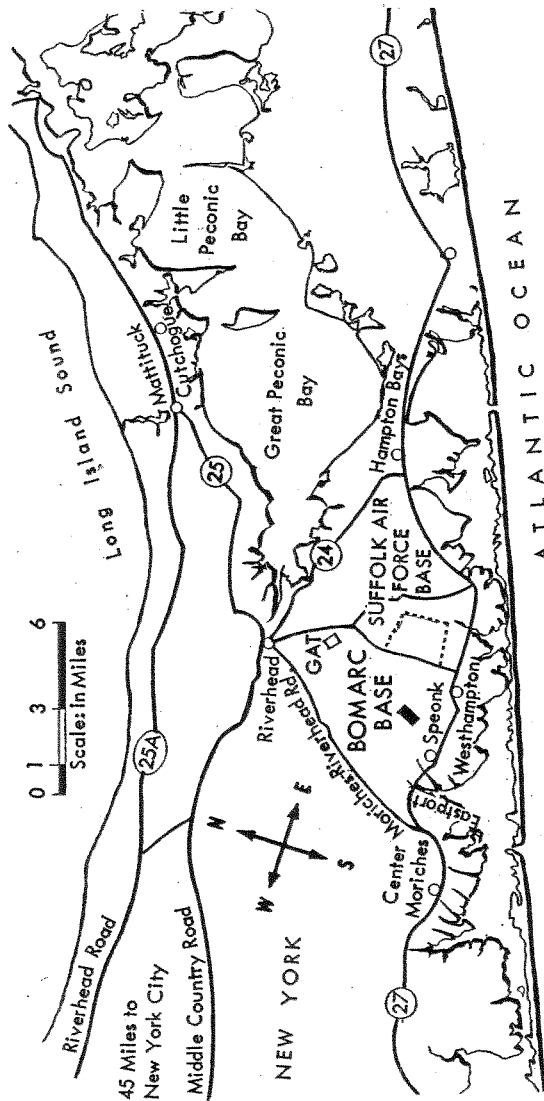 Long Island Sound
0 1 3 6
Scale: In Miles
Riverhead Road
25A
45 Miles to
New York City
Middle Country Road
NEW YORK
N
W
E
S
Mattituck
Cutchogue
25
Little
Peconic
Bay
Great Peconic
Bay
Riverhead
24
GAT
Moriches-Riverhead Rd.
BOMARC
BASE
SUFFOLK AIR
FORCE
BASE
Hampton Bays
27
Speonk
Westhampton
Eastport
Center
Moriches
27
ATLANTIC OCEAN